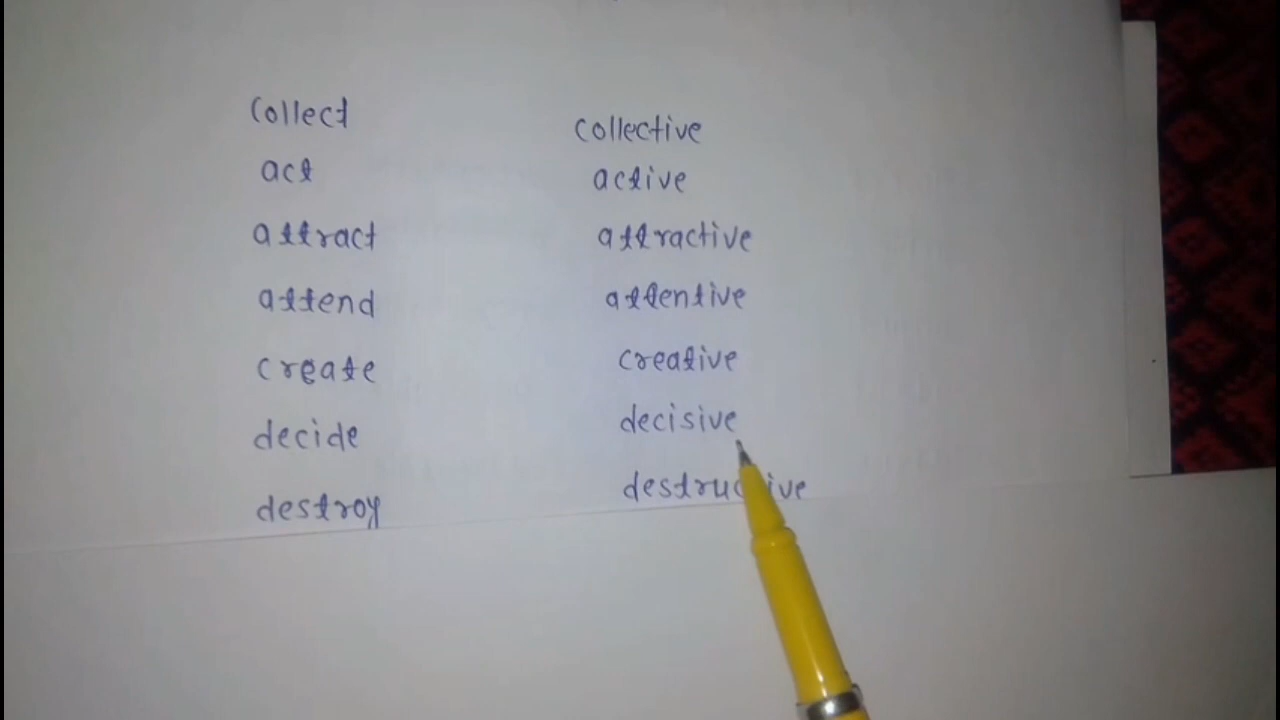 collect collective
act active
attract attractive
attend attentive
create creative
decide decisive
destroy